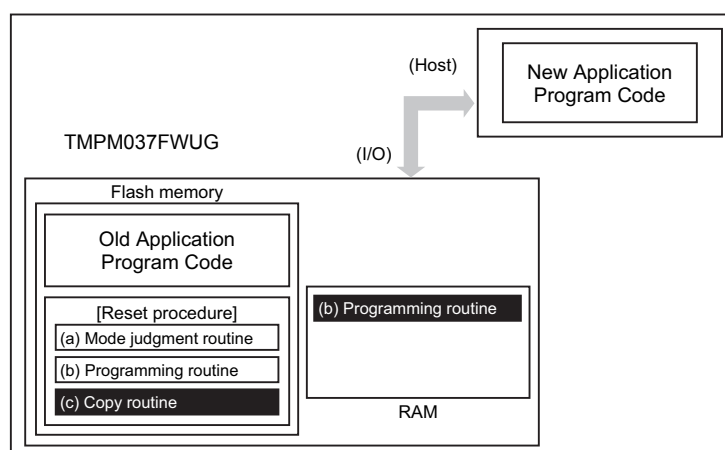 (Host)
New Application
Program Code
TMPM037FWUG
(I/O)
Flash memory
Old Application
Program Code
[Reset procedure]
(a) Mode judgment routine
(b) Programming routine
(c) Copy routine
(b) Programming routine
RAM